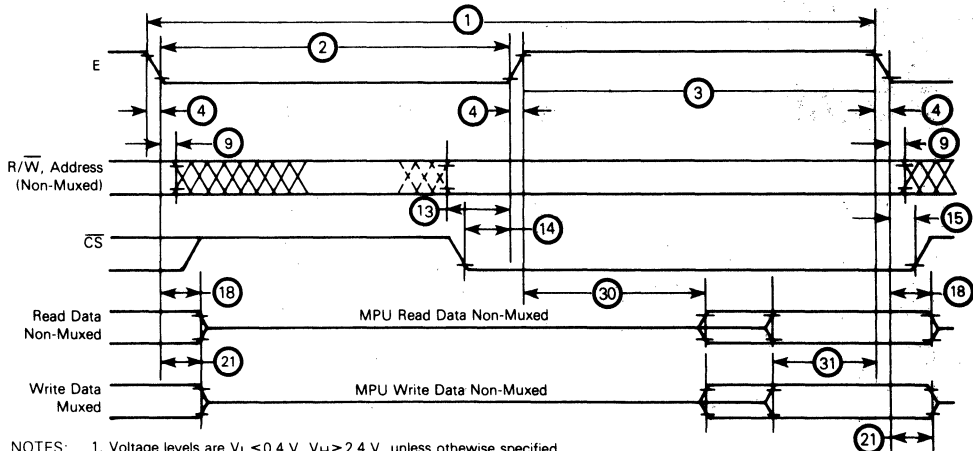 1
2
E
3
4
4
4
9
9
R/W̅, Address
(Non-Muxed)
13
14
15
C̅S̅
18
30
18
Read Data
Non-Muxed
MPU Read Data Non-Muxed
21
31
Write Data
Muxed
MPU Write Data Non-Muxed
21
NOTES: 1. Voltage levels are VL ≤0.4 V, VH≥2.4 V, unless othewise specified